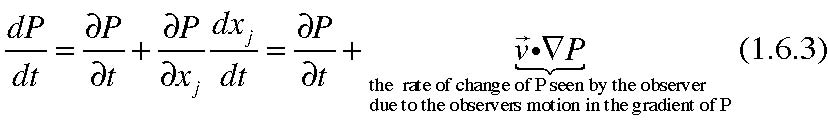 dP/dt = ∂P/∂t + ∂P/∂x_j dx_j/dt = ∂P/∂t + v⃗•∇P (1.6.3)
the rate of change of P seen by the observer
due to the observers motion in the gradient of P